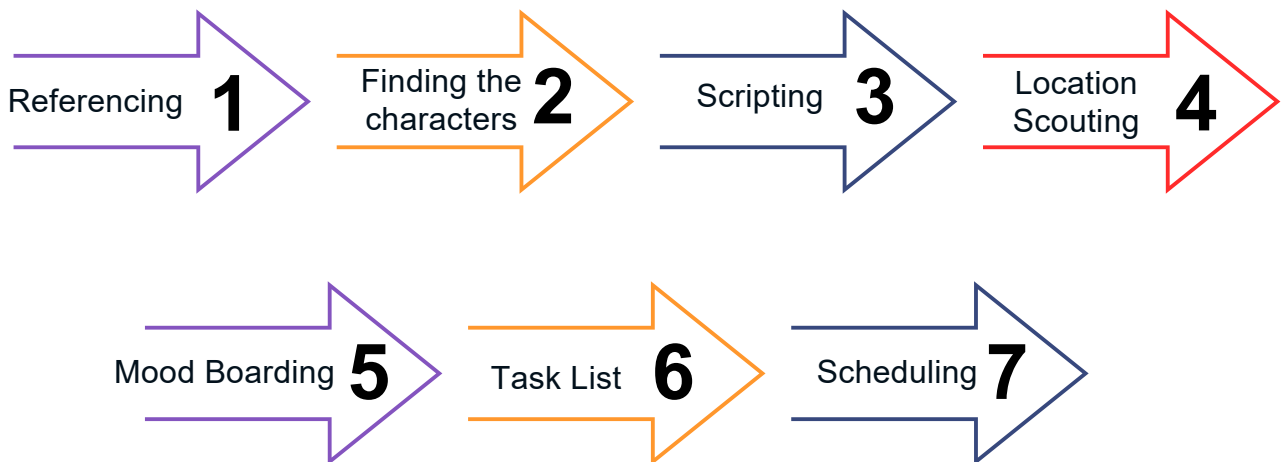 Referencing 1
Finding the
characters 2
Scripting 3
Location
Scouting 4
Mood Boarding 5
Task List 6
Scheduling 7